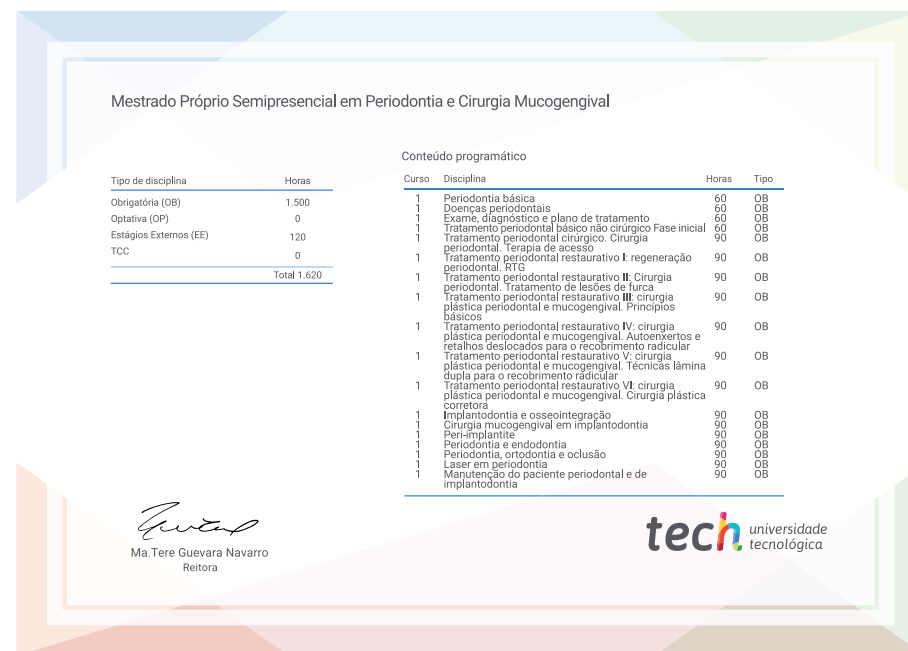 Mestrado Próprio Semipresencial em Periodontia e Cirurgia Mucogengival
Tipo de disciplina Horas
Obrigatória (OB) 1.500
Optativa (OP) 0
Estágios Externos (EE) 120
TCC 0
Total 1.620
Conteúdo programático
Curso Disciplina Horas Tipo
1 Periodontia básica 60 OB
1 Doenças periodontais 60 OB
1 Exame, diagnóstico e plano de tratamento 60 OB
1 Tratamento periodontal básico não cirúrgico Fase inicial 60 OB
1 Tratamento periodontal cirúrgico. Cirurgia 90 OB
periodontal. Terapia de acesso
1 Tratamento periodontal restaurativo I: regeneração 90 OB
periodontal. RTG
1 Tratamento periodontal restaurativo II: Cirurgia 90 OB
periodontal. Tratamento de lesões de furca
1 Tratamento periodontal restaurativo III: cirurgia 90 OB
plástica periodontal e mucogengival. Princípios
básicos
1 Tratamento periodontal restaurativo IV: cirurgia 90 OB
plástica periodontal e mucogengival. Autoenxertos e
retalhos deslocados para o recobrimento radicular
1 Tratamento periodontal restaurativo V: cirurgia 90 OB
plástica periodontal e mucogengival. Técnicas lâmina
dupla para o recobrimento radicular
1 Tratamento periodontal restaurativo VI: cirurgia 90 OB
plástica periodontal e mucogengival. Cirurgia plástica
corretora
1 Implantodontia e osseointegração 90 OB
1 Cirurgia mucogengival em implantodontia 90 OB
1 Peri-implantite 90 OB
1 Periodontia e endodontia 90 OB
1 Periodontia, ortodontia e oclusão 90 OB
1 Laser em periodontia 90 OB
1 Manutenção do paciente periodontal e de 90 OB
implantodontia
Ma.Tere Guevara Navarro
Reitora
tech universidade
tecnológica